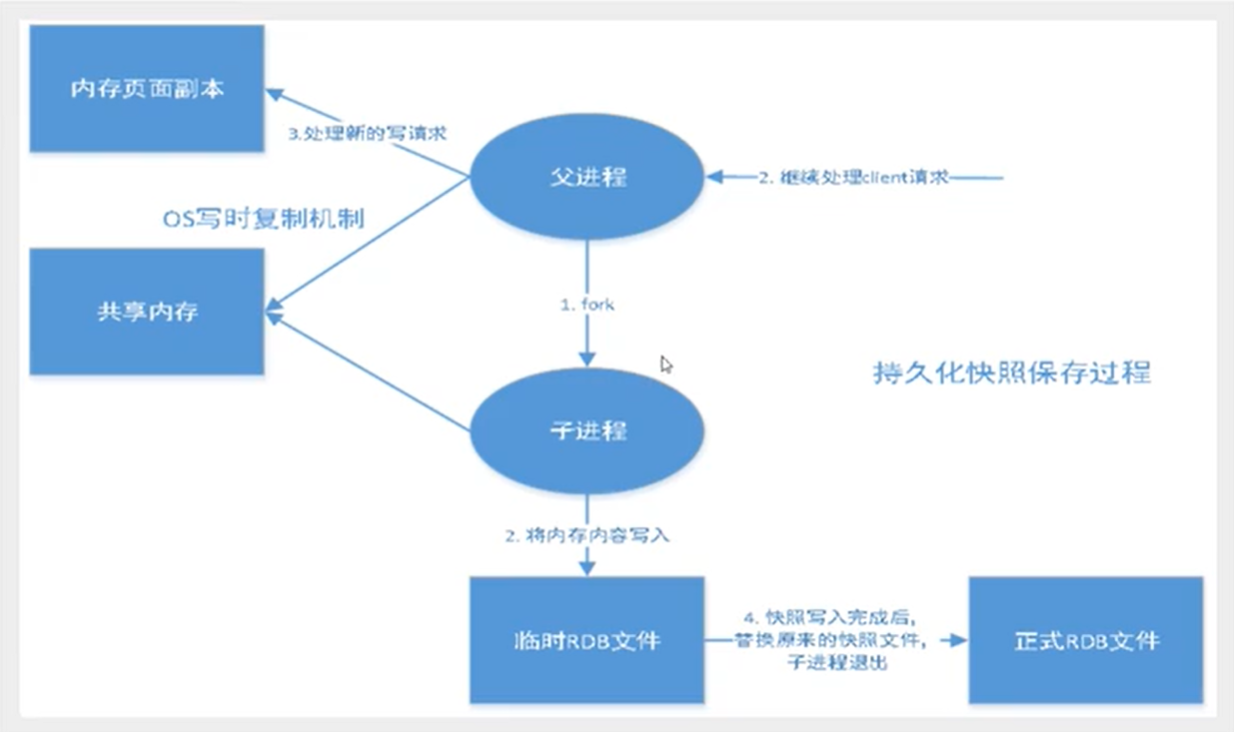 内存页面副本
3.处理新的写请求
父进程
2. 继续处理client请求
OS写时复制机制
共享内存
1. fork
持久化快照保存过程
子进程
2. 将内存内容写入
临时RDB文件
4. 快照写入完成后,
替换原来的快照文件,
子进程退出
正式RDB文件